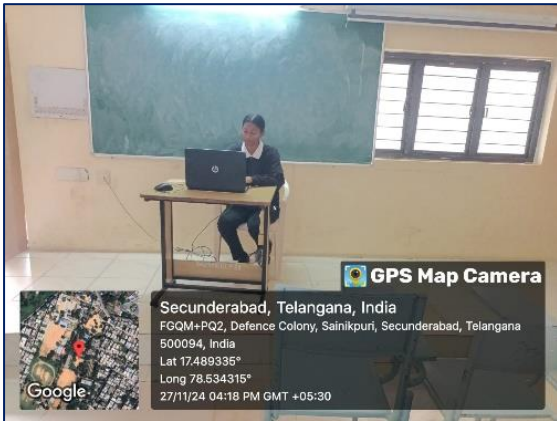 GPS Map Camera
Secunderabad, Telangana, India
FGQM+PQ2, Defence Colony, Sainikpuri, Secunderabad, Telangana
500094, India
Lat 17.489335°
Long 78.534315°
27/11/24 04:18 PM GMT +05:30
Google